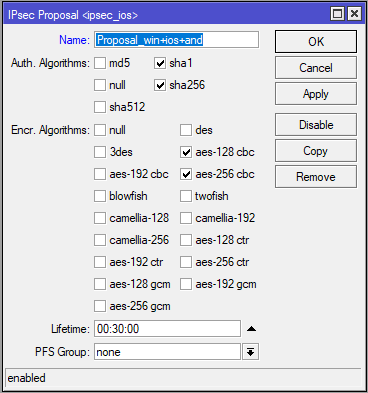 IPsec Proposal <ipsec_ios>
Name: Proposal_win+ios+and OK
Auth. Algorithms: md5 sha1 Cancel
null sha256 Apply
sha512
Disable
Encr. Algorithms: null des
3des aes-128 cbc Copy
aes-192 cbc aes-256 cbc Remove
blowfish twofish
camellia-128 camellia-192
camellia-256 aes-128 ctr
aes-192 ctr aes-256 ctr
aes-128 gcm aes-192 gcm
aes-256 gcm
Lifetime: 00:30:00
PFS Group: none
enabled